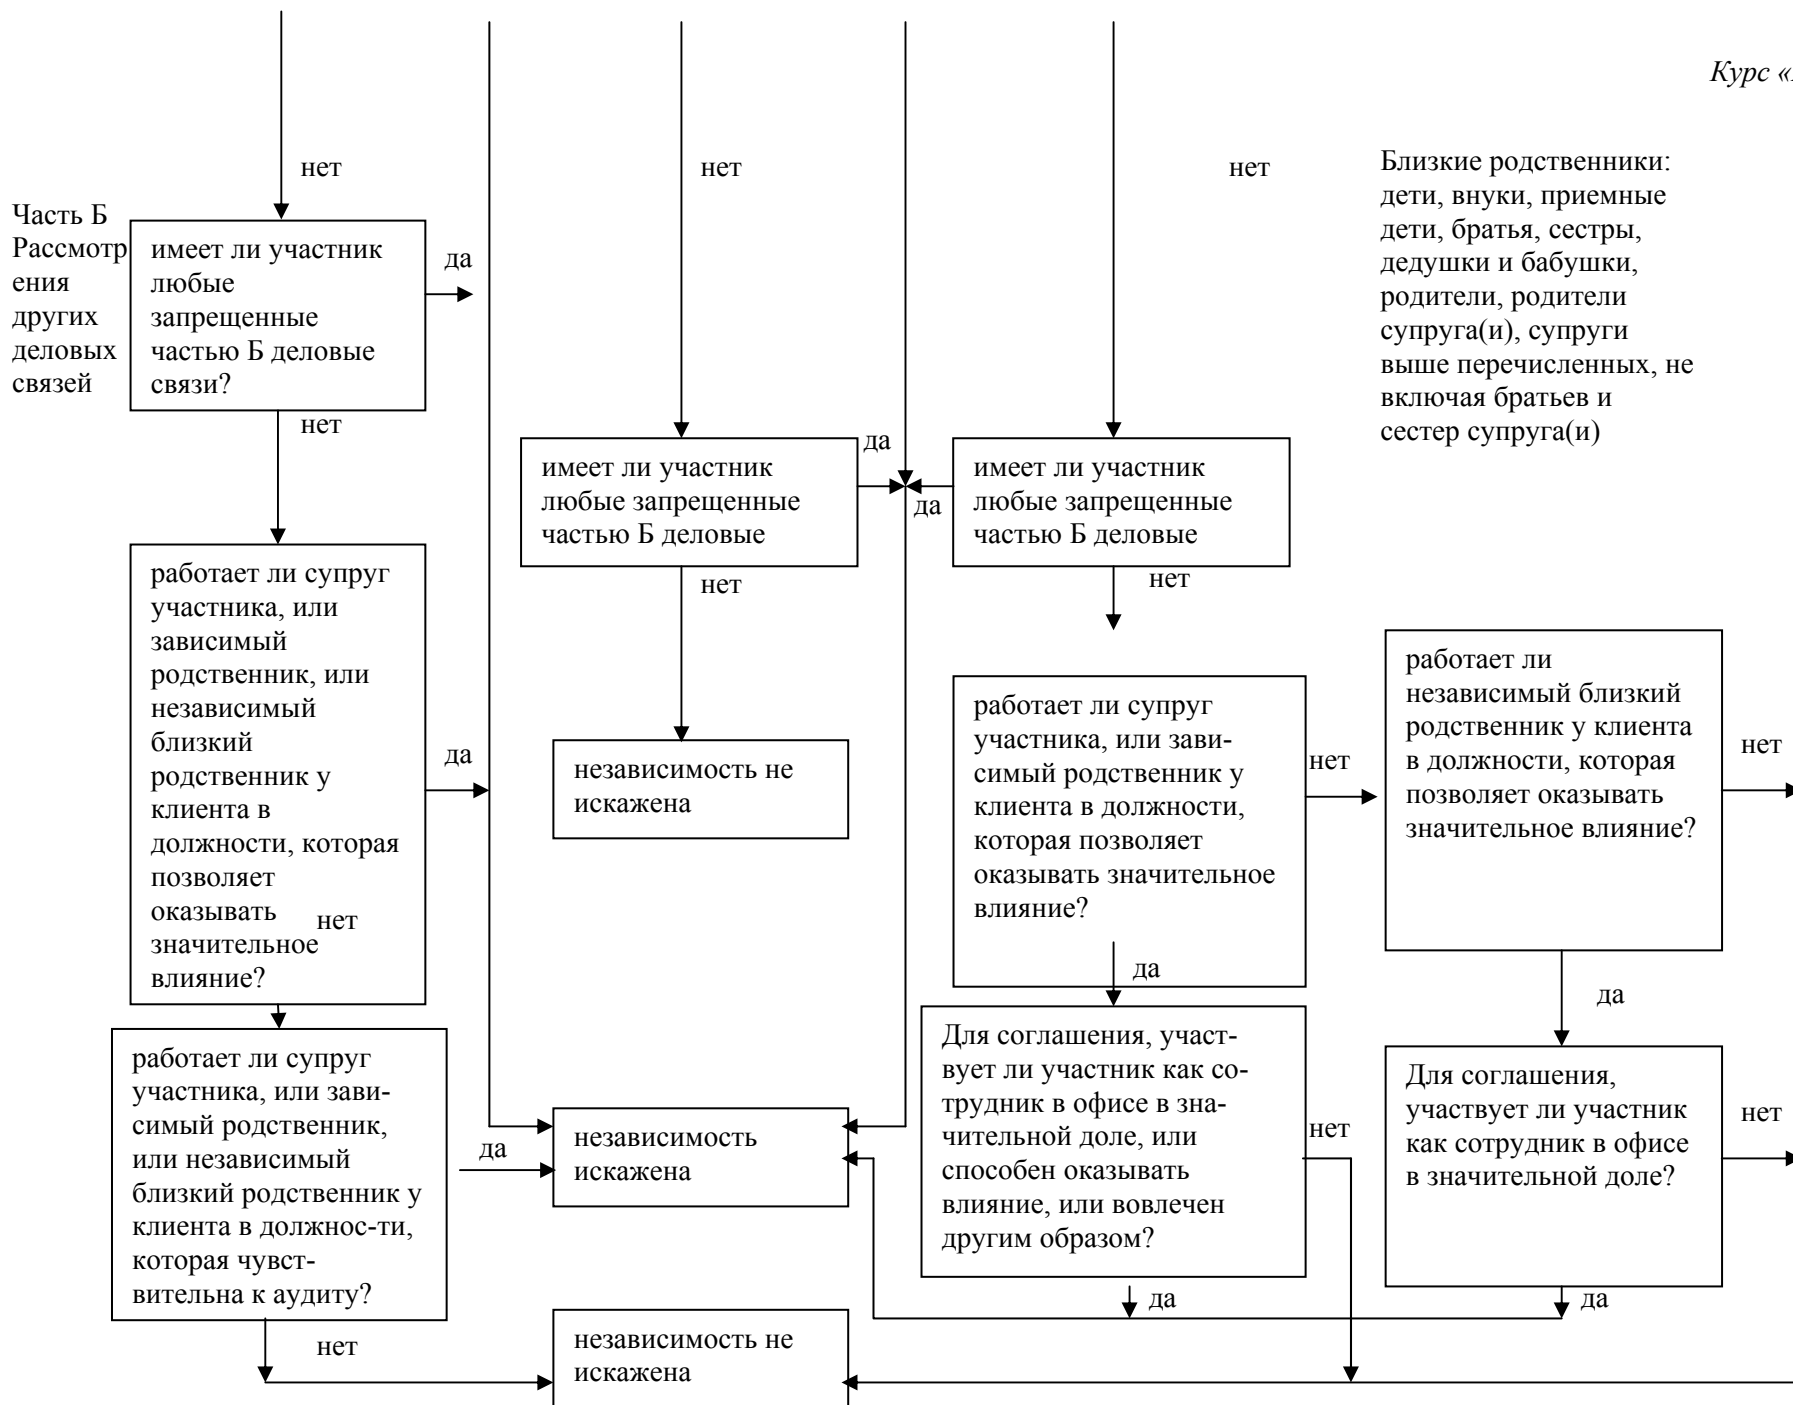 Курс «
нет
нет
нет
Близкие родственники:
дети, внуки, приемные
дети, братья, сестры,
дедушки и бабушки,
родители, родители
супруга(и), супруги
выше перечисленных, не
включая братьев и
сестер супруга(и)
Часть Б
Рассмотр
ения
других
деловых
связей
имеет ли участник
любые
запрещенные
частью Б деловые
связи?
да
нет
имеет ли участник
любые запрещенные
частью Б деловые
да
да
имеет ли участник
любые запрещенные
частью Б деловые
нет
нет
работает ли супруг
участника, или
зависимый
родственник, или
независимый
близкий
родственник у
клиента в
должности, которая
позволяет
оказывать
значительное
влияние?
да
нет
независимость не
искажена
работает ли супруг
участника, или зави-
симый родственник у
клиента в должности,
которая позволяет
оказывать значительное
влияние?
нет
да
работает ли
независимый близкий
родственник у клиента
в должности, которая
позволяет оказывать
значительное влияние?
нет
да
работает ли супруг
участника, или зави-
симый родственник,
или независимый
близкий родственник у
клиента в должнос-ти,
которая чувст-
вительна к аудиту?
да
нет
независимость
искажена
Для соглашения, участ-
вует ли участник как со-
трудник в офисе в зна-
чительной доле, или
способен оказывать
влияние, или вовлечен
другим образом?
нет
да
Для соглашения,
участвует ли участник
как сотрудник в офисе
в значительной доле?
нет
да
независимость не
искажена